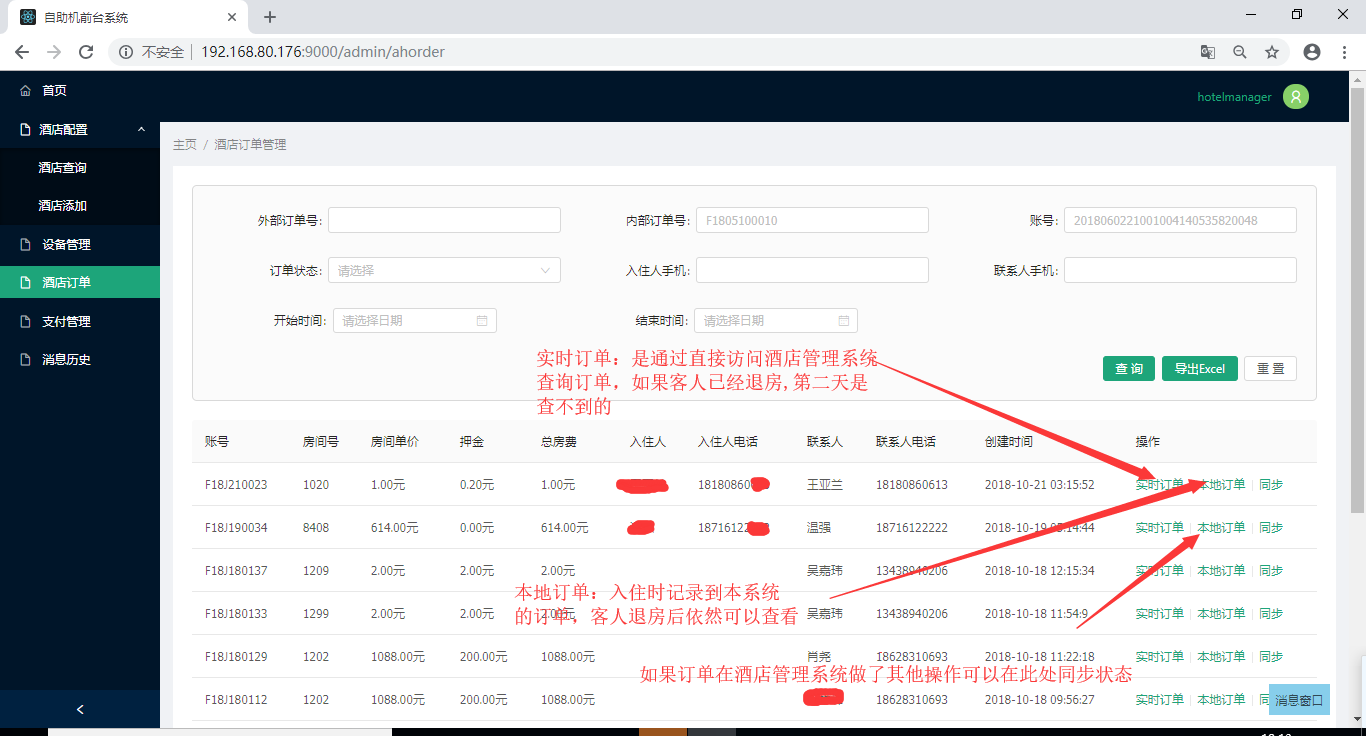 自助机前台系统
不安全 192.168.80.176:9000/admin/ahorder
首页
hotelmanager
酒店配置
酒店查询
酒店添加
设备管理
酒店订单
支付管理
消息历史
主页 / 酒店订单管理
外部订单号: 内部订单号: F1805100010 账号: 2018060221001004140535820048
订单状态: 请选择 入住人手机: 联系人手机:
开始时间: 请选择日期 结束时间: 请选择日期
查 询 导出Excel 重 置
实时订单：是通过直接访问酒店管理系统
查询订单，如果客人已经退房,第二天是
查不到的
账号 房间号 房间单价 押金 总房费 入住人 入住人电话 联系人 联系人电话 创建时间 操作
F18J210023 1020 1.00元 0.20元 1.00元 18180860 王亚兰 18180860613 2018-10-21 03:15:52 实时订单 本地订单 同步
F18J190034 8408 614.00元 0.00元 614.00元 18716122 温强 18716122222 2018-10-19 05:14:44 实时订单 本地订单 同步
F18J180137 1209 2.00元 2.00元 2.00元 吴嘉玮 13438940206 2018-10-18 12:15:34 实时订单 本地订单 同步
本地订单：入住时记录到本系统
的订单，客人退房后依然可以查看
F18J180133 1299 2.00元 2.00元 2.00元 吴嘉玮 13438940206 2018-10-18 11:54:9 实时订单 本地订单 同步
F18J180129 1202 1088.00元 200.00元 1088.00元 肖尧 18628310693 2018-10-18 11:22:18 实时订单 本地订单 同步
如果订单在酒店管理系统做了其他操作可以在此处同步状态
F18J180112 1202 1088.00元 200.00元 1088.00元 18628310693 2018-10-18 09:56:27 实时订单 本地订单 同
消息窗口